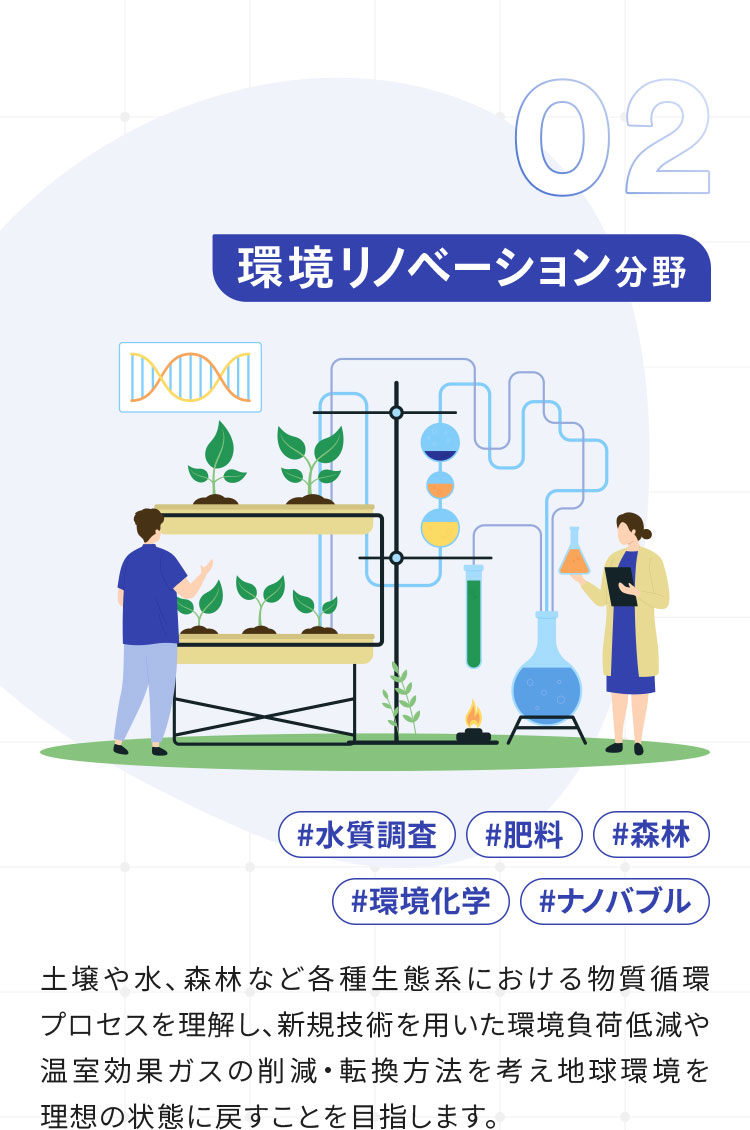 02
環境リノベーション分野
#水質調査 #肥料 #森林
#環境化学 #ナノバブル
土壌や水、森林など各種生態系における物質循環
プロセスを理解し、新規技術を用いた環境負荷低減や
温室効果ガスの削減・転換方法を考え地球環境を
理想の状態に戻すことを目指します。